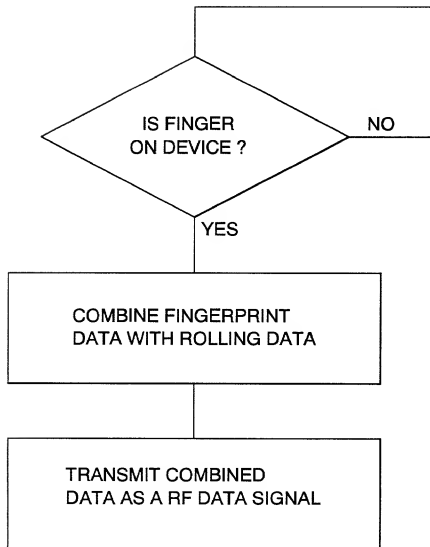 IS FINGER
ON DEVICE ?
NO
YES
COMBINE FINGERPRINT
DATA WITH ROLLING DATA
TRANSMIT COMBINED
DATA AS A RF DATA SIGNAL